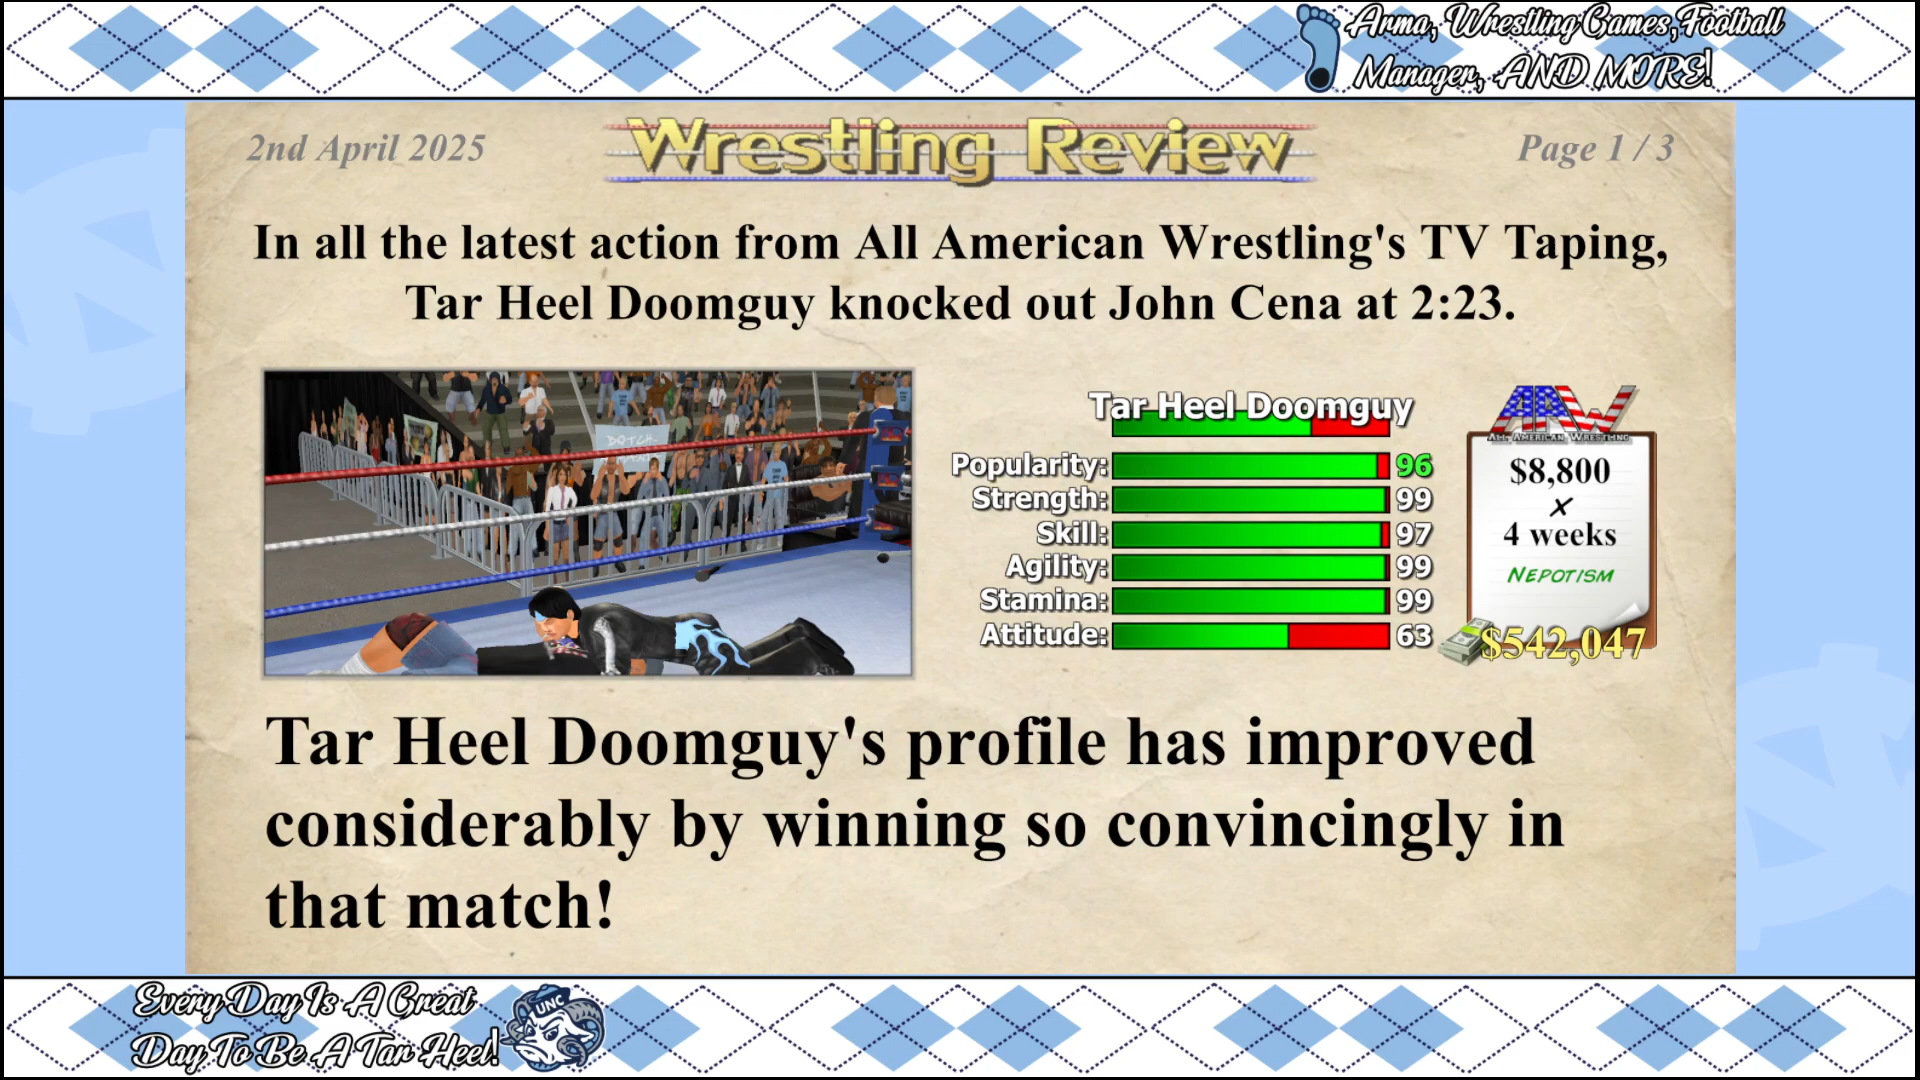 Arma, Wrestling Games, Football
Manager, AND MORE!
2nd April 2025
Wrestling Review
Page 1 / 3
In all the latest action from All American Wrestling's TV Taping,
Tar Heel Doomguy knocked out John Cena at 2:23.
BOTCH-
Tar Heel Doomguy
Popularity: 96
Strength: 99
Skill: 97
Agility: 99
Stamina: 99
Attitude: 63
AAW
ALL AMERICAN WRESTLING
$8,800
x
4 weeks
NEPOTISM
$542,047
Tar Heel Doomguy's profile has improved
considerably by winning so convincingly in
that match!
Every Day Is A Great
Day To Be A Tar Heel!
UNC